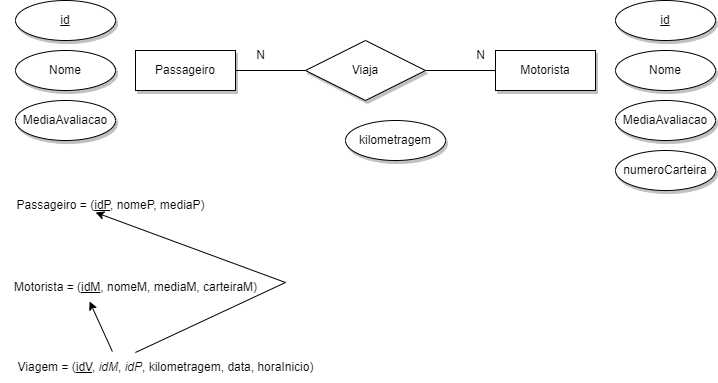 id
id
N
N
Nome
Passageiro
Viaja
Motorista
Nome
MediaAvaliacao
MediaAvaliacao
kilometragem
numeroCarteira
Passageiro = (idP, nomeP, mediaP)
Motorista = (idM, nomeM, mediaM, carteiraM)
Viagem = (idV, idM, idP, kilometragem, data, horaInicio)